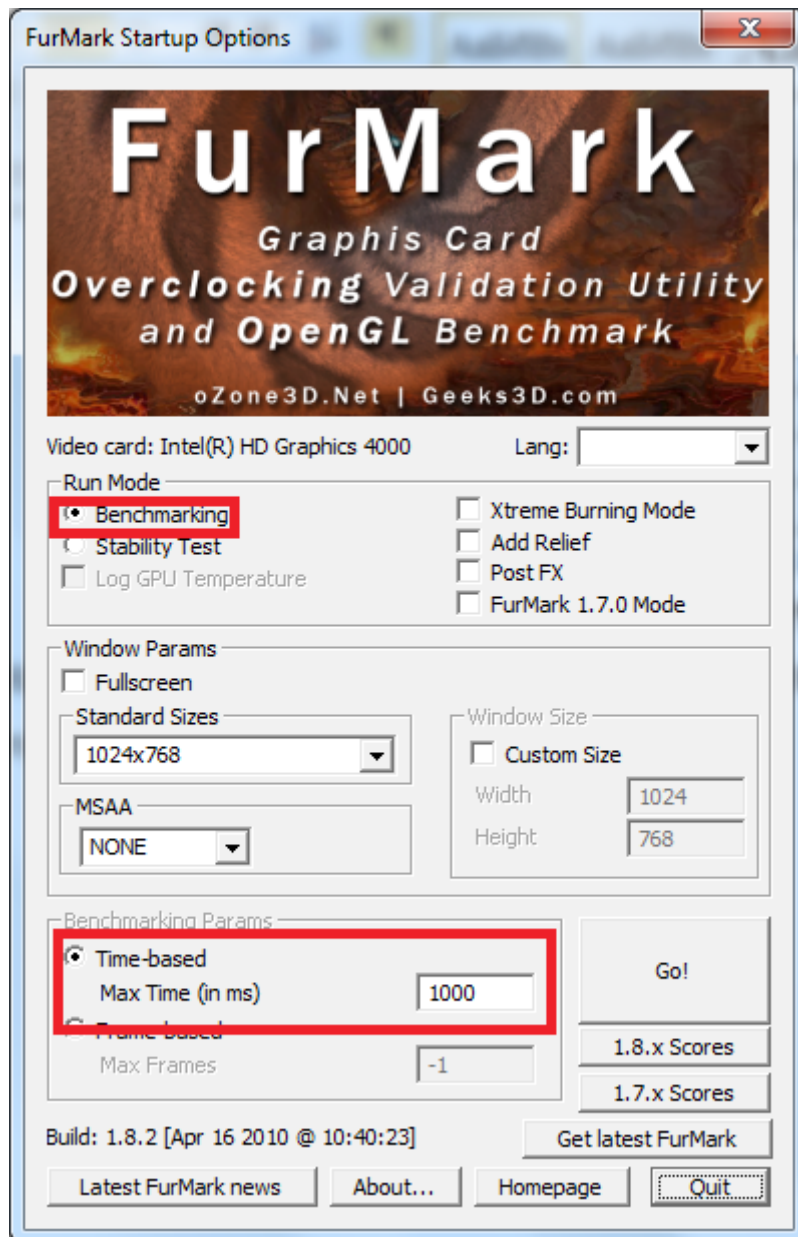 FurMark Startup Options
FurMark
Graphis Card
Overclocking Validation Utility
and OpenGL Benchmark
oZone3D.Net | Geeks3D.com
Video card: Intel(R) HD Graphics 4000
Lang:
Run Mode
Benchmarking
Xtreme Burning Mode
Stability Test
Add Relief
Log GPU Temperature
Post FX
FurMark 1.7.0 Mode
Window Params
Fullscreen
Standard Sizes
1024x768
Window Size
Custom Size
Width
1024
Height
768
MSAA
NONE
Benchmarking Params
Time-based
Max Time (in ms)
1000
Frame-based
Max Frames
-1
Go!
1.8.x Scores
1.7.x Scores
Build: 1.8.2 [Apr 16 2010 @ 10:40:23]
Get latest FurMark
Latest FurMark news
About...
Homepage
Quit